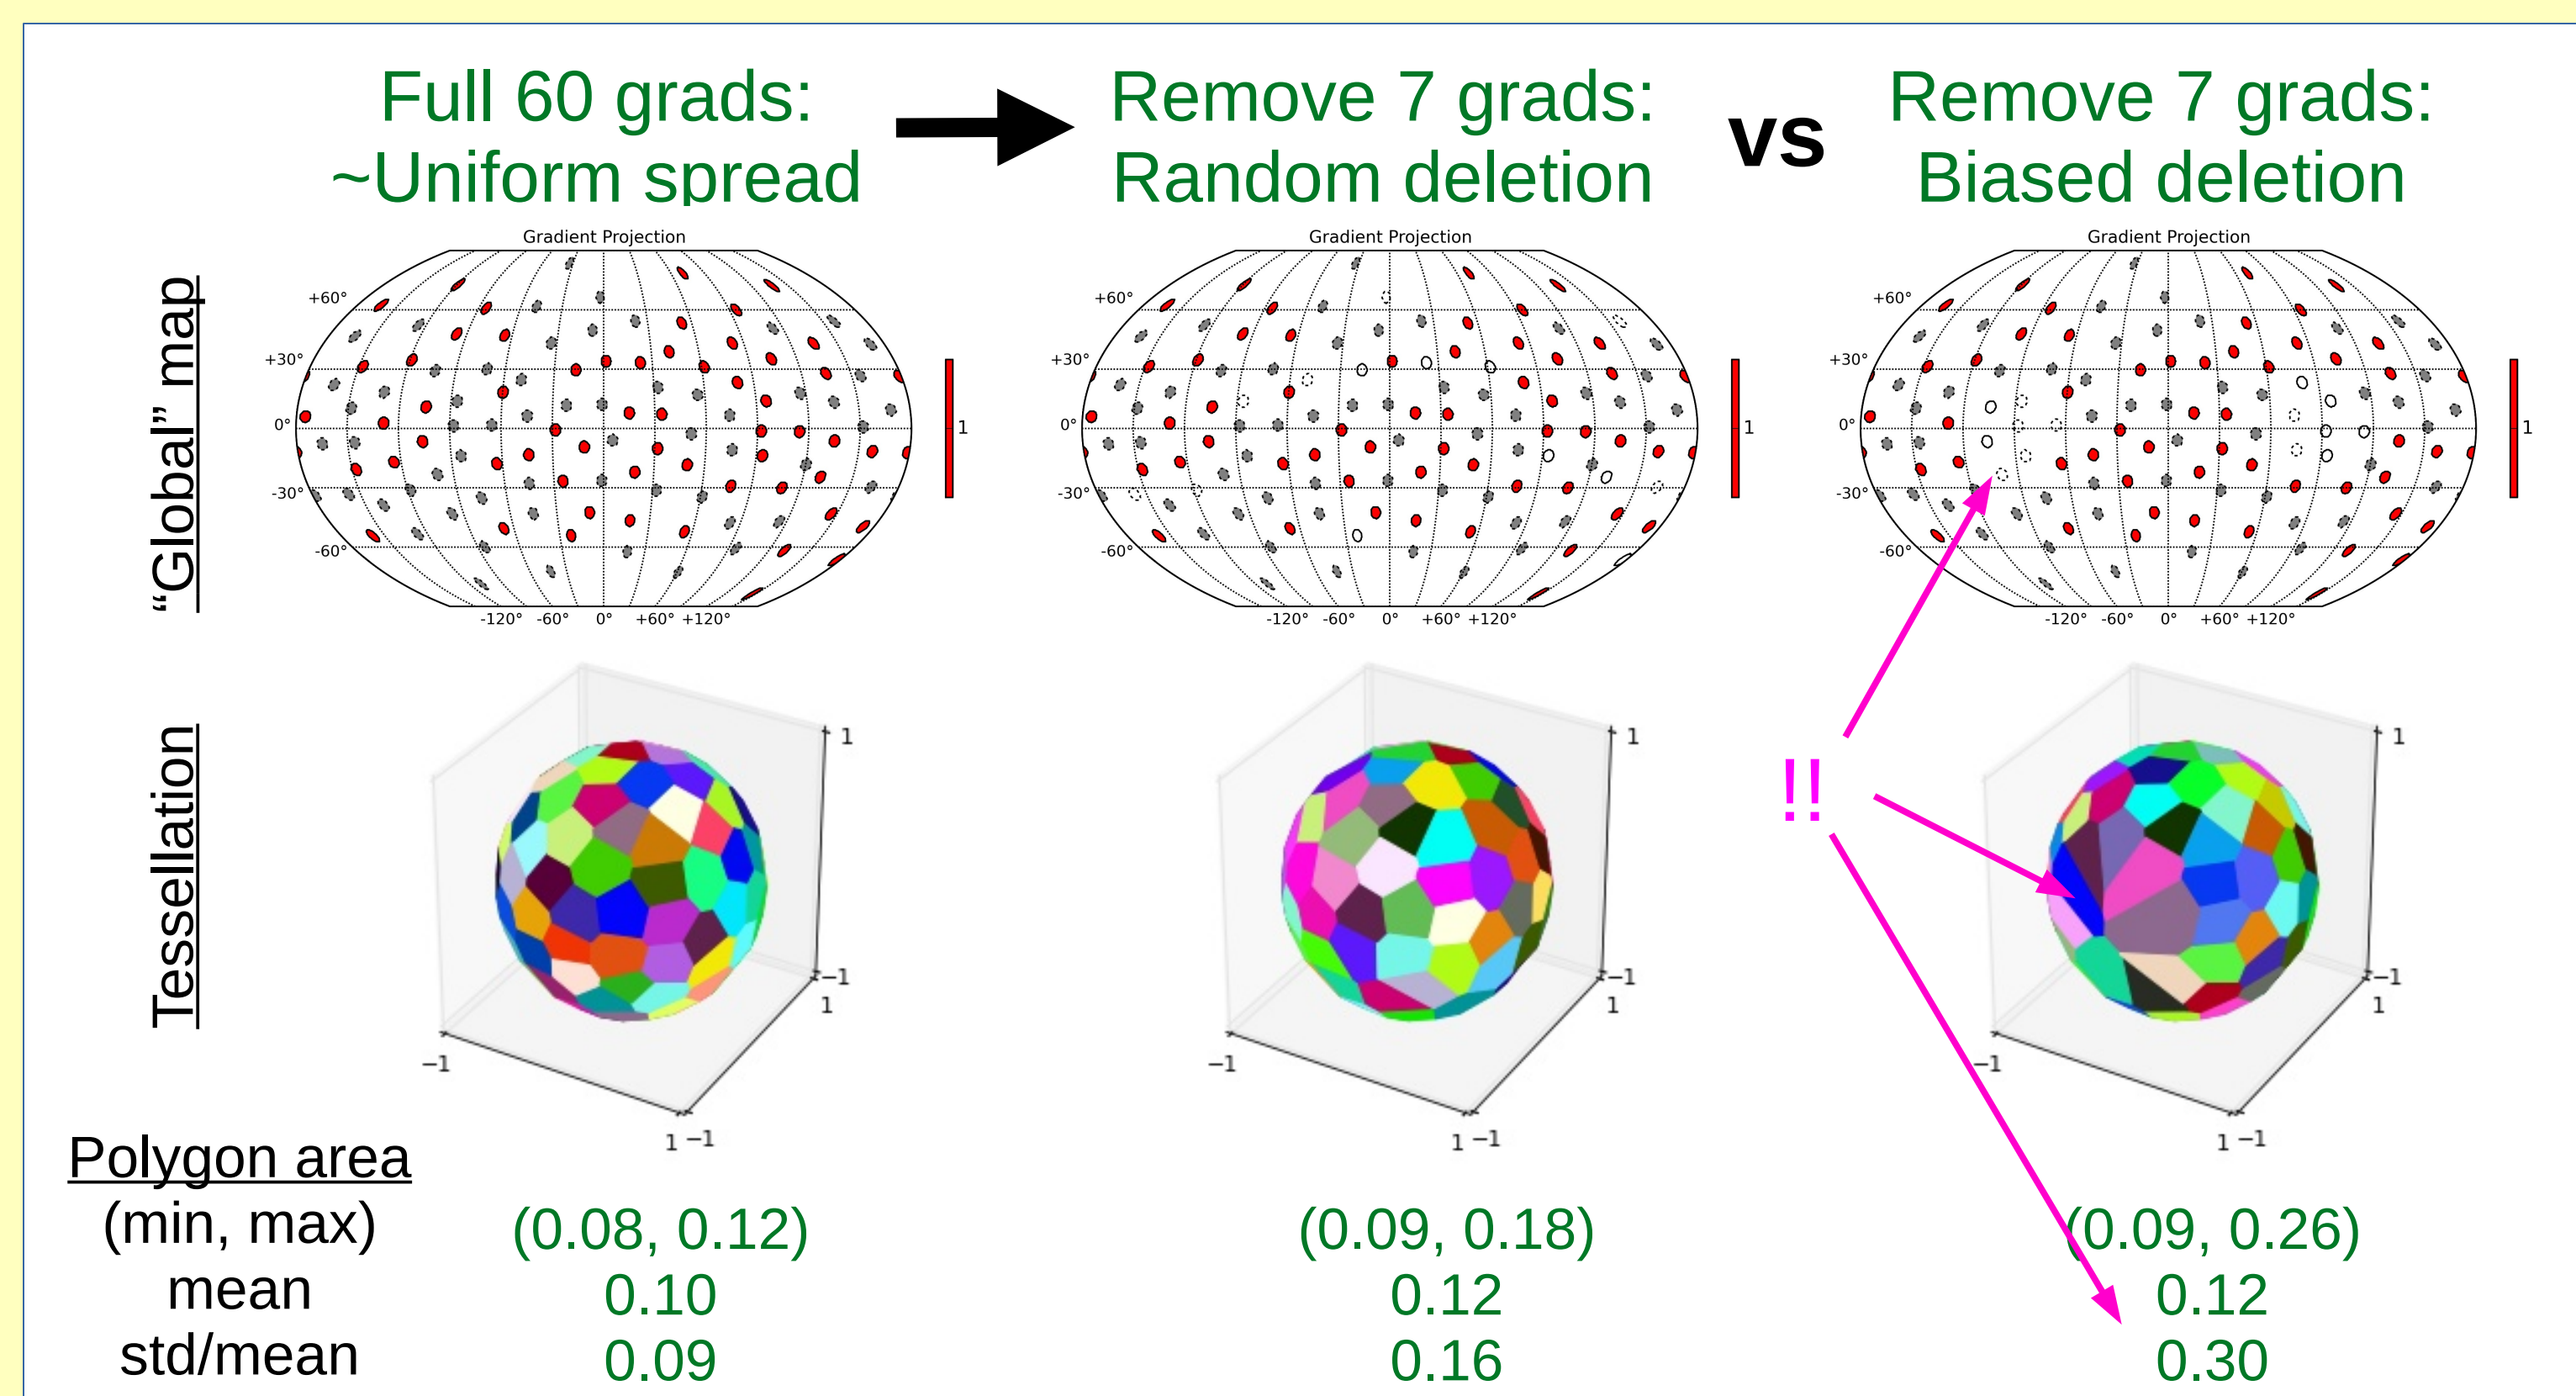 Full 60 grads:
~Uniform spread
Remove 7 grads:
Random deletion
vs
Remove 7 grads:
Biased deletion
“Global” map
Gradient Projection
+60°
+30°
0°
-30°
-60°
-120° -60° 0° +60° +120°
1
Gradient Projection
+60°
+30°
0°
-30°
-60°
-120° -60° 0° +60° +120°
1
Gradient Projection
+60°
+30°
0°
-30°
-60°
-120° -60° 0° +60° +120°
1
Tessellation
1
−1
1
−1
1 −1
1
−1
1
−1
1 −1
!!
1
−1
1
−1
1 −1
Polygon area
(min, max) (0.08, 0.12) (0.09, 0.18) (0.09, 0.26)
mean 0.10 0.12 0.12
std/mean 0.09 0.16 0.30